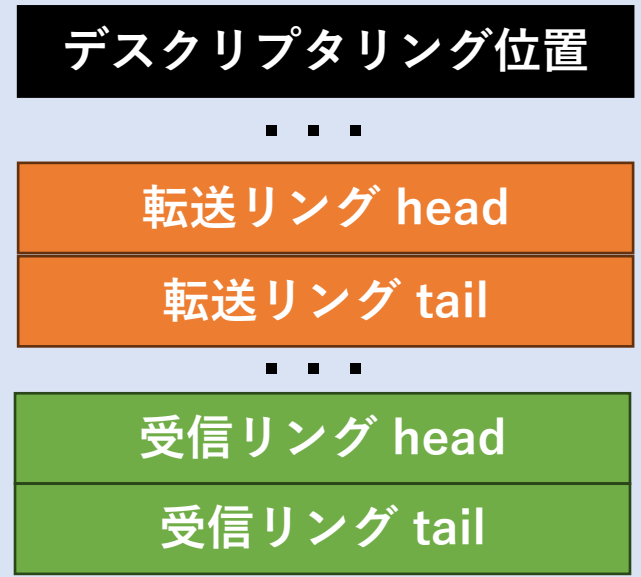 デスクリプタリング位置
・・・
転送リング head
転送リング tail
・・・
受信リング head
受信リング tail